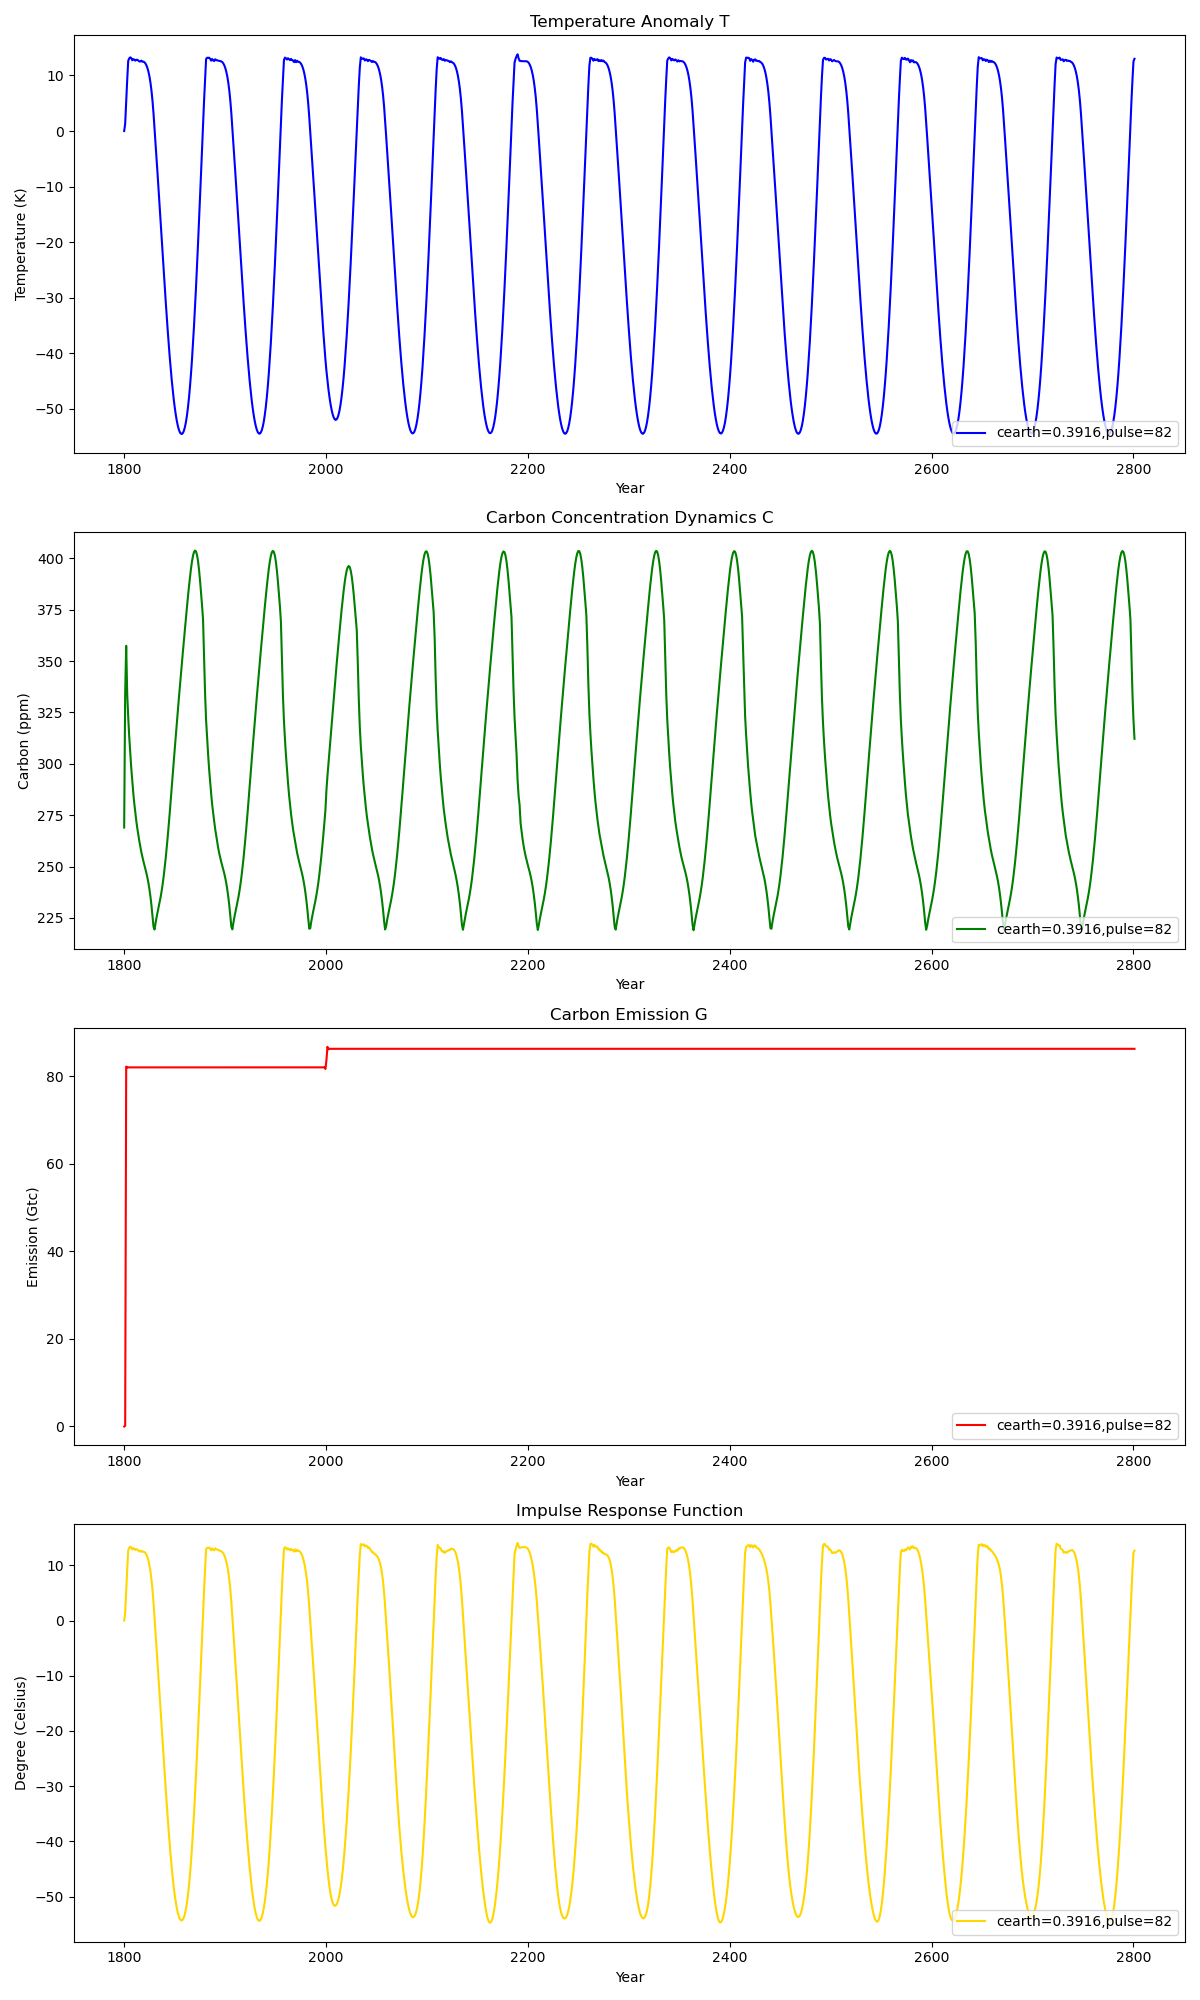 Temperature Anomaly T
10
0
−10
−20
−30
−40
−50
Temperature (K)
cearth=0.3916,pulse=82
1800 2000 2200 2400 2600 2800
Year
Carbon Concentration Dynamics C
400
375
350
325
300
275
250
225
Carbon (ppm)
cearth=0.3916,pulse=82
1800 2000 2200 2400 2600 2800
Year
Carbon Emission G
80
60
40
20
0
Emission (Gtc)
cearth=0.3916,pulse=82
1800 2000 2200 2400 2600 2800
Year
Impulse Response Function
10
0
−10
−20
−30
−40
−50
Degree (Celsius)
cearth=0.3916,pulse=82
1800 2000 2200 2400 2600 2800
Year